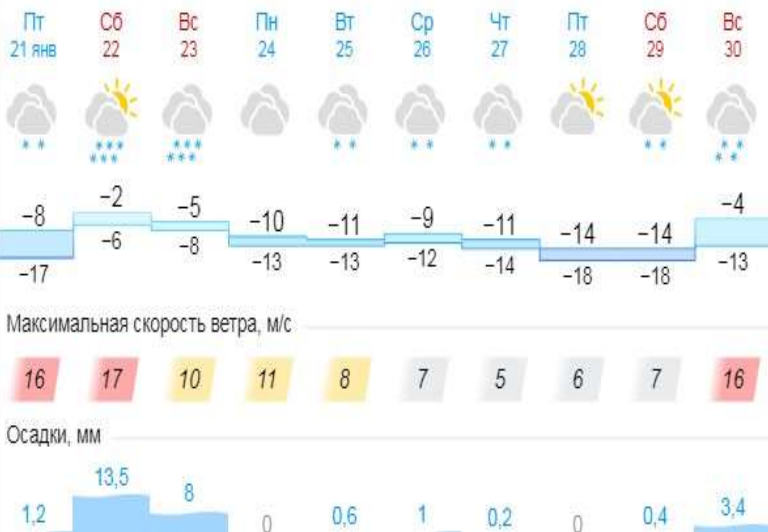 Пт Сб Вс Пн Вт Ср Чт Пт Сб Вс
21 янв 22 23 24 25 26 27 28 29 30
−8 −2 −5 −10 −11 −9 −11 −14 −14 −4
−17 −6 −8 −13 −13 −12 −14 −18 −18 −13
Максимальная скорость ветра, м/с
16 17 10 11 8 7 5 6 7 16
Осадки, мм
1,2 13,5 8 0 0,6 1 0,2 0 0,4 3,4